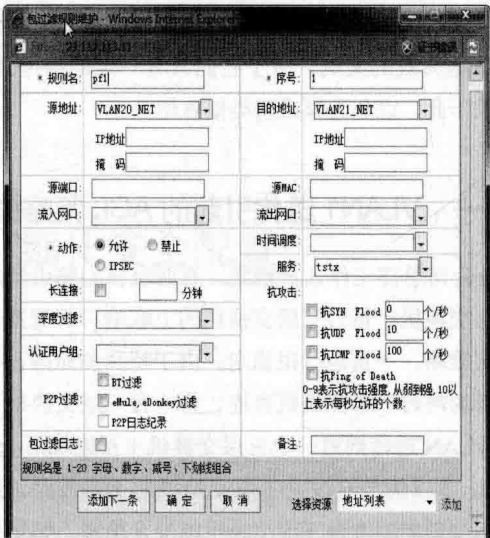 包过滤规则维护 - Windows Internet Explorer
证书错误
* 规则名: pf1 * 序号: 1
源地址: VLAN20_NET 目的地址: VLAN21_NET
IP地址 IP地址
掩 码 掩 码
源端口: 源MAC:
流入网口: 流出网口:
* 动作: 允许 禁止 时间调度:
IPSEC 服务: tstx
长连接: 分钟 抗攻击:
深度过滤: 抗SYN Flood 0 个/秒
抗UDP Flood 10 个/秒
认证用户组: 抗ICMP Flood 100 个/秒
抗Ping of Death
P2P过滤: BT过滤
eMule,eDonkey过滤
P2P日志纪录
0-9表示抗攻击强度,从弱到强,10以
上表示每秒允许的个数.
包过滤日志: 备注:
规则名是 1-20 字母、数字、减号、下划线组合
添加下一条 确 定 取 消 选择资源 地址列表 添加